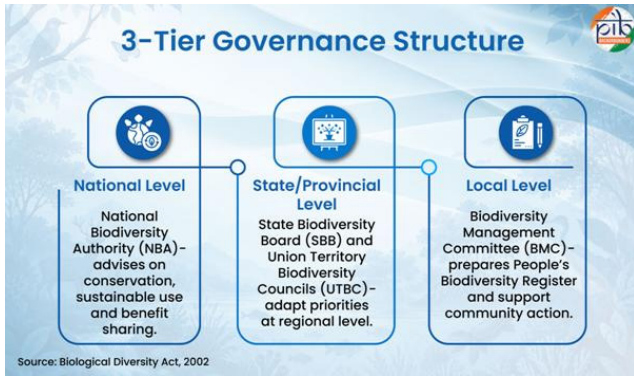 3-Tier Governance Structure
pib
National Level
National
Biodiversity
Authority (NBA)-
advises on
conservation,
sustainable use
and benefit
sharing.
State/Provincial
Level
State Biodiversity
Board (SBB) and
Union Territory
Biodiversity
Councils (UTBC)-
adapt priorities
at regional level.
Local Level
Biodiversity
Management
Committee (BMC)-
prepares People's
Biodiversity Register
and support
community action.
Source: Biological Diversity Act, 2002